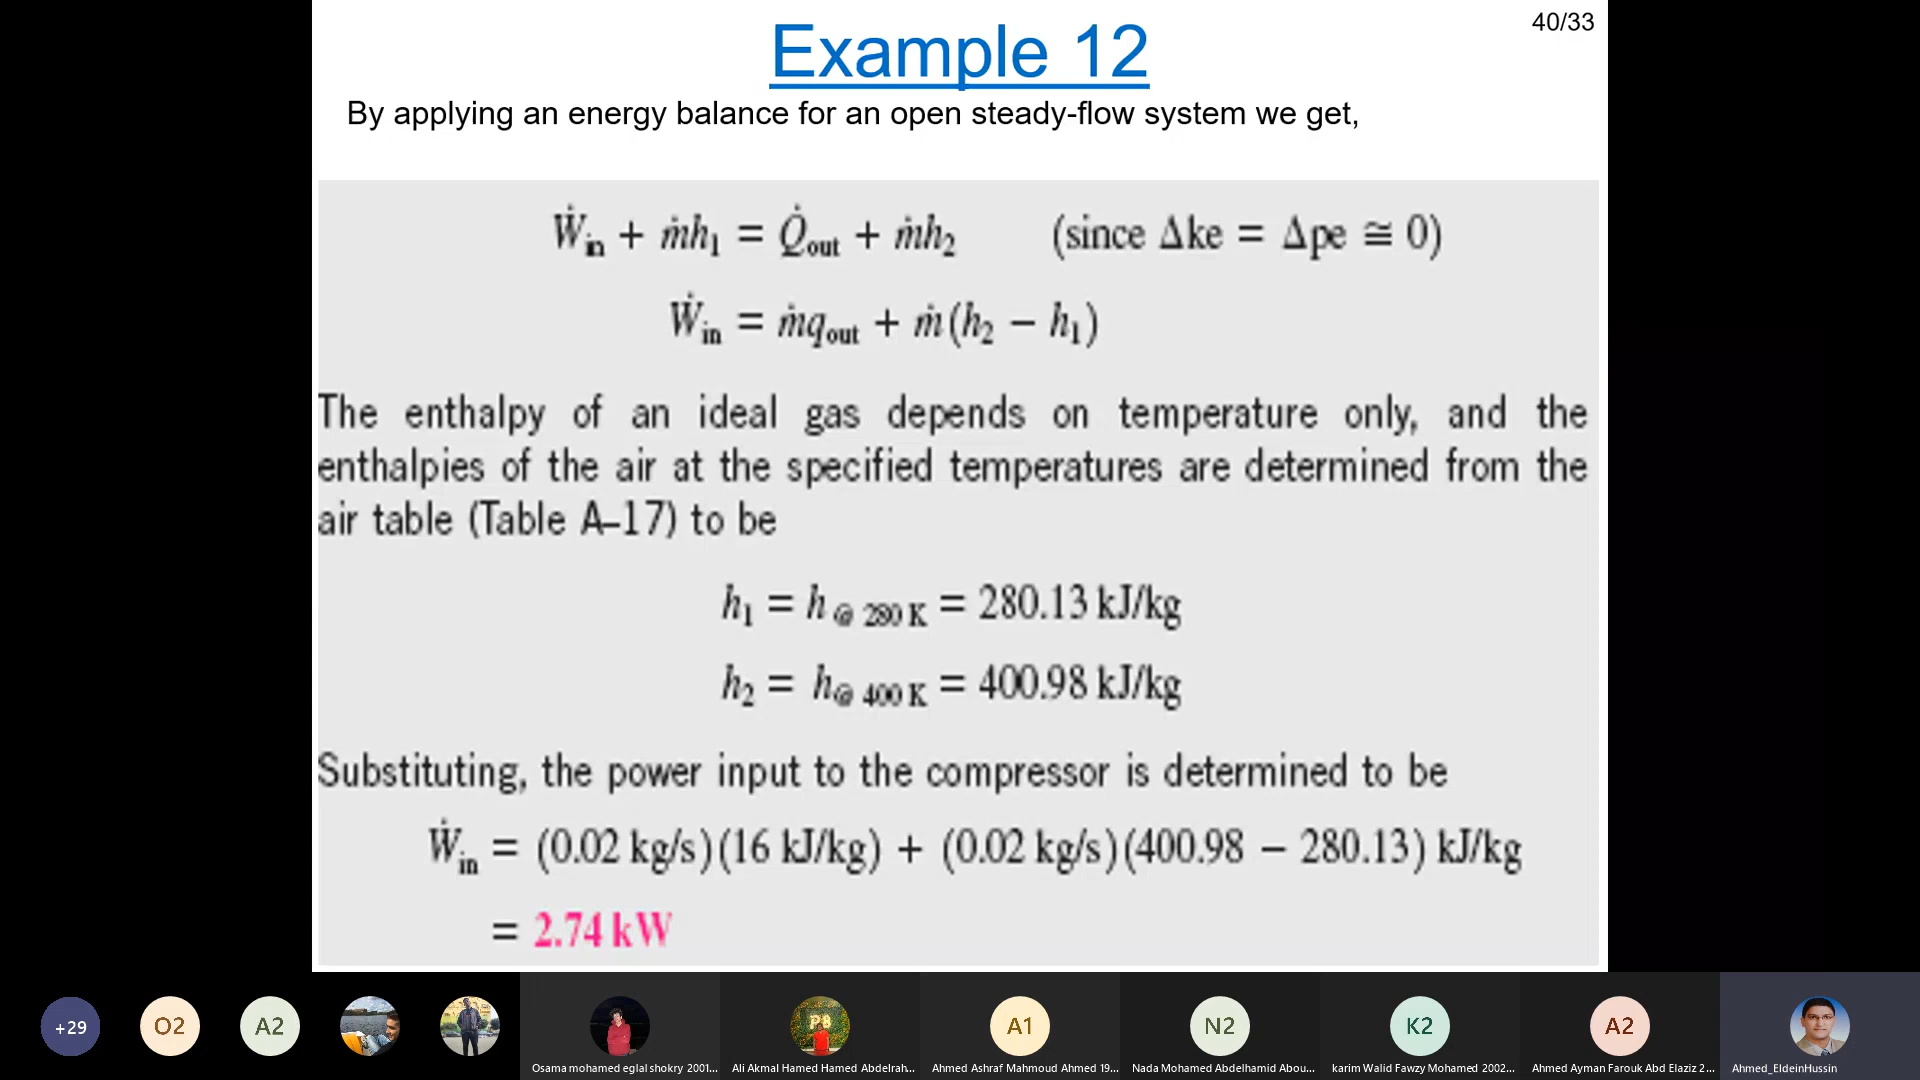 40/33
Example 12
By applying an energy balance for an open steady-flow system we get,
Ẇin + ṁh1 = Q̇out + ṁh2 (since Δke = Δpe ≅ 0)
Ẇin = ṁqout + ṁ(h2 − h1)
The enthalpy of an ideal gas depends on temperature only, and the
enthalpies of the air at the specified temperatures are determined from the
air table (Table A–17) to be
h1 = h@ 280 K = 280.13 kJ/kg
h2 = h@ 400 K = 400.98 kJ/kg
Substituting, the power input to the compressor is determined to be
Ẇin = (0.02 kg/s)(16 kJ/kg) + (0.02 kg/s)(400.98 − 280.13) kJ/kg
= 2.74 kW
+29 O2 A2 P8 A1 N2 K2 A2
Osama mohamed eglal shokry 2001... Ali Akmal Hamed Hamed Abdelrah... Ahmed Ashraf Mahmoud Ahmed 19... Nada Mohamed Abdelhamid Abou... karim Walid Fawzy Mohamed 2002... Ahmed Ayman Farouk Abd Elaziz 2... Ahmed_EldeinHussin